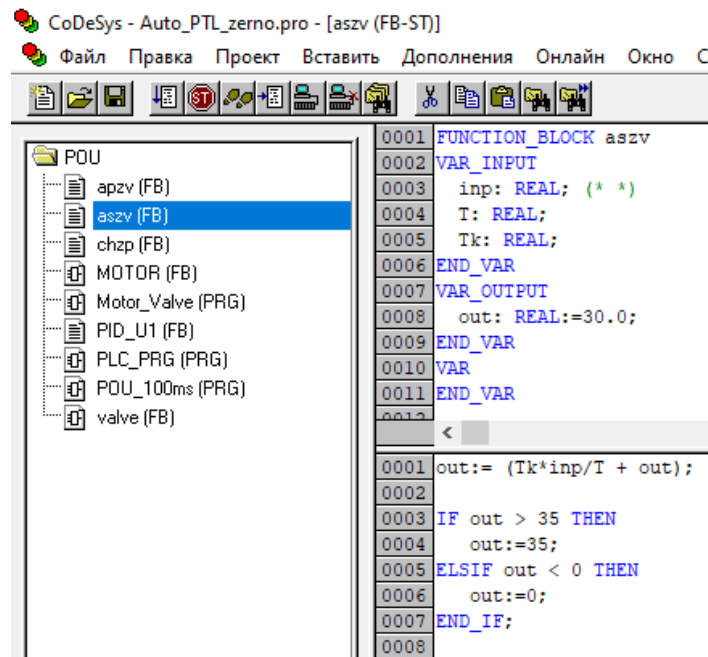 CoDeSys - Auto_PTL_zerno.pro - [aszv (FB-ST)]
Файл Правка Проект Вставить Дополнения Онлайн Окно С
POU
apzv (FB)
aszv (FB)
chzp (FB)
MOTOR (FB)
Motor_Valve (PRG)
PID_U1 (FB)
PLC_PRG (PRG)
POU_100ms (PRG)
valve (FB)
0001 FUNCTION_BLOCK aszv
0002 VAR_INPUT
0003 inp: REAL; (* *)
0004 T: REAL;
0005 Tk: REAL;
0006 END_VAR
0007 VAR_OUTPUT
0008 out: REAL:=30.0;
0009 END_VAR
0010 VAR
0011 END_VAR
0012
0001 out:= (Tk*inp/T + out);
0002
0003 IF out > 35 THEN
0004 out:=35;
0005 ELSIF out < 0 THEN
0006 out:=0;
0007 END_IF;
0008